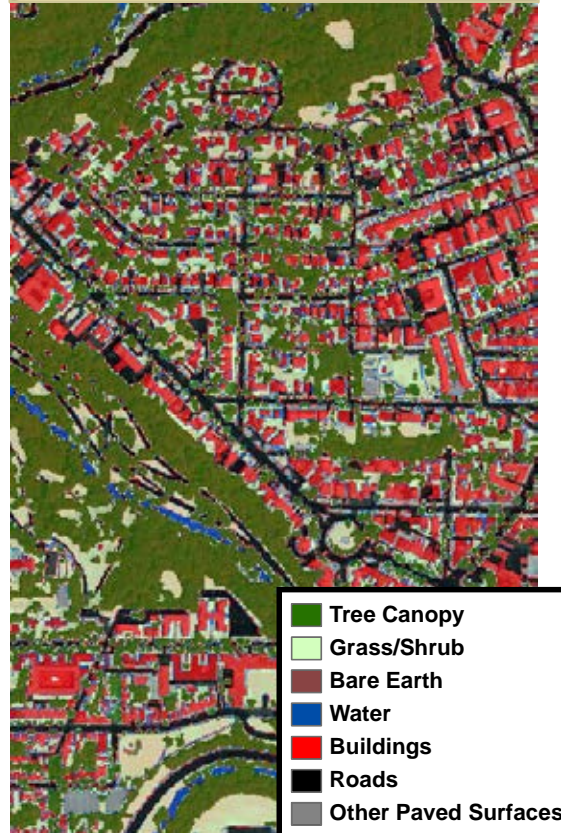 Tree Canopy
Grass/Shrub
Bare Earth
Water
Buildings
Roads
Other Paved Surfaces